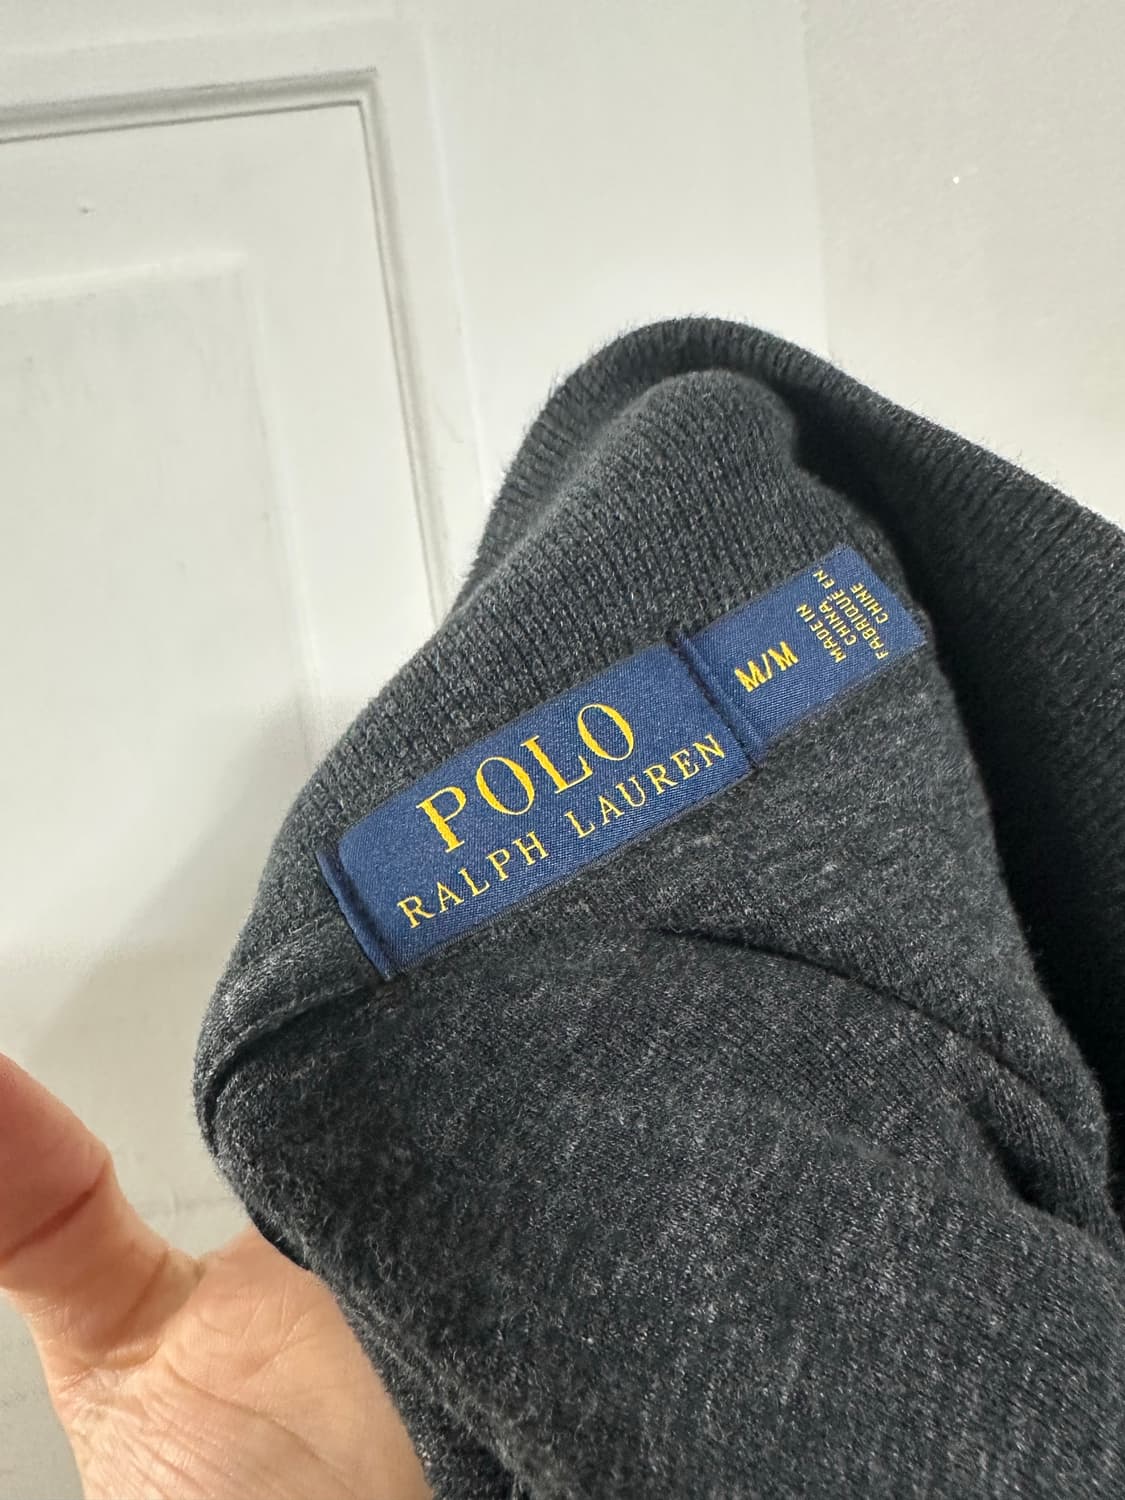 POLO
RALPH LAUREN
M/M
MADE IN
CHINA
FABRIQUÉ EN
CHINE